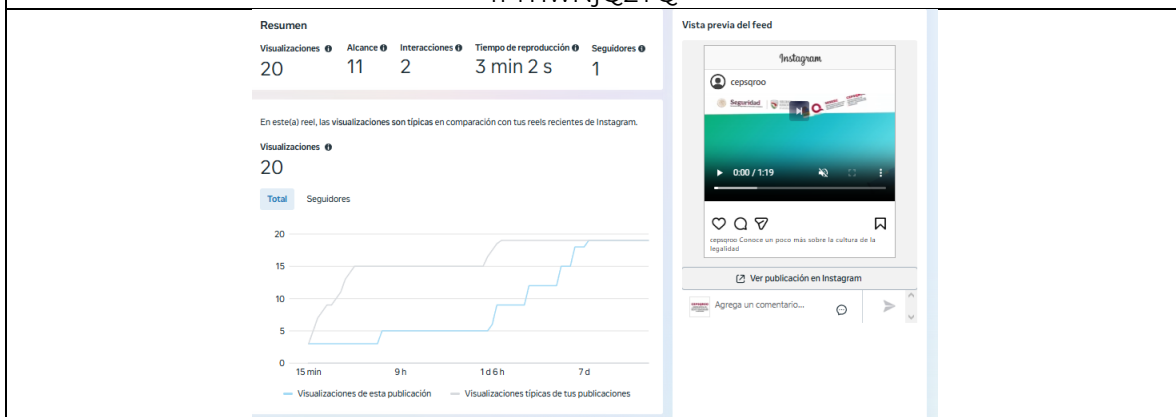 Resumen
Visualizaciones
Alcance
Interacciones
Tiempo de reproducción
Seguidores
20
11
2
3 min 2 s
1
En este(a) reel, las visualizaciones son típicas en comparación con tus reels recientes de Instagram.
Visualizaciones
20
Total
Seguidores
20
15
10
5
0
15 min
9 h
1 d 6 h
7 d
Visualizaciones de esta publicación
Visualizaciones típicas de tus publicaciones
Vista previa del feed
Instagram
cepsqroo
Seguridad
0:00 / 1:19
cepsqroo Conoce un poco más sobre la cultura de la
legalidad
Ver publicación en Instagram
Agrega un comentario...